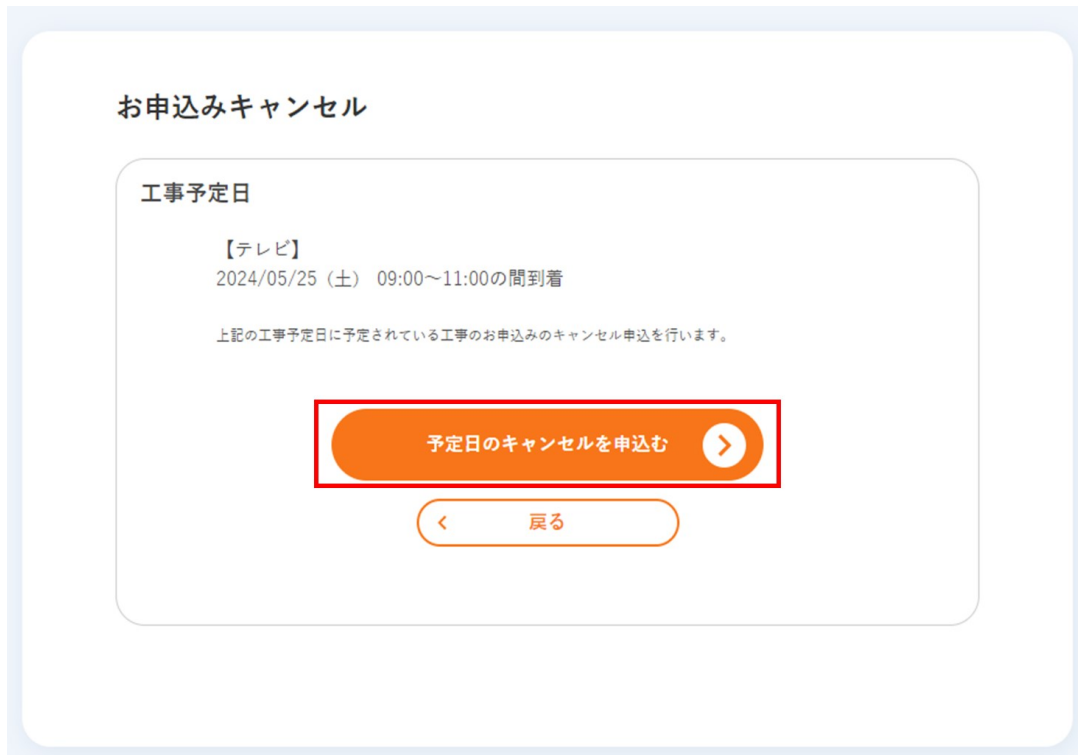 お申込みキャンセル
工事予定日
【テレビ】
2024/05/25（土） 09:00～11:00の間到着
上記の工事予定日に予定されている工事のお申込みのキャンセル申込を行います。
予定日のキャンセルを申込む
戻る